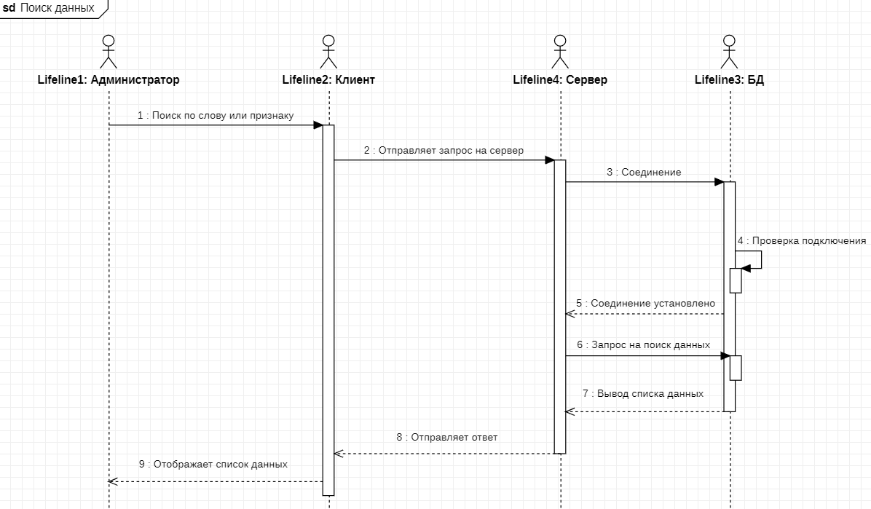 sd Поиск данных
Lifeline1: Администратор
Lifeline2: Клиент
Lifeline4: Сервер
Lifeline3: БД
1 : Поиск по слову или признаку
2 : Отправляет запрос на сервер
3 : Соединение
4 : Проверка подключения
5 : Соединение установлено
6 : Запрос на поиск данных
7 : Вывод списка данных
8 : Отправляет ответ
9 : Отображает список данных